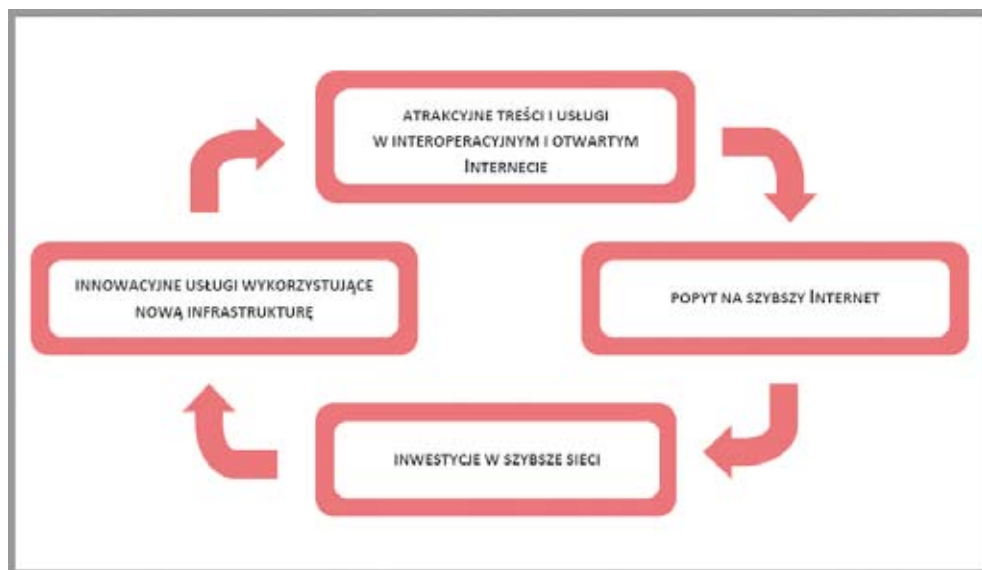 ATRAKCYJNE TREŚCI I USŁUGI
W INTEROPERACYJNYM I OTWARTYM
INTERNECIE
POPYT NA SZYBSZY INTERNET
INWESTYCJE W SZYBSZE SIECI
INNOWACYJNE USŁUGI WYKORZYSTUJĄCE
NOWĄ INFRASTRUKTURĘ